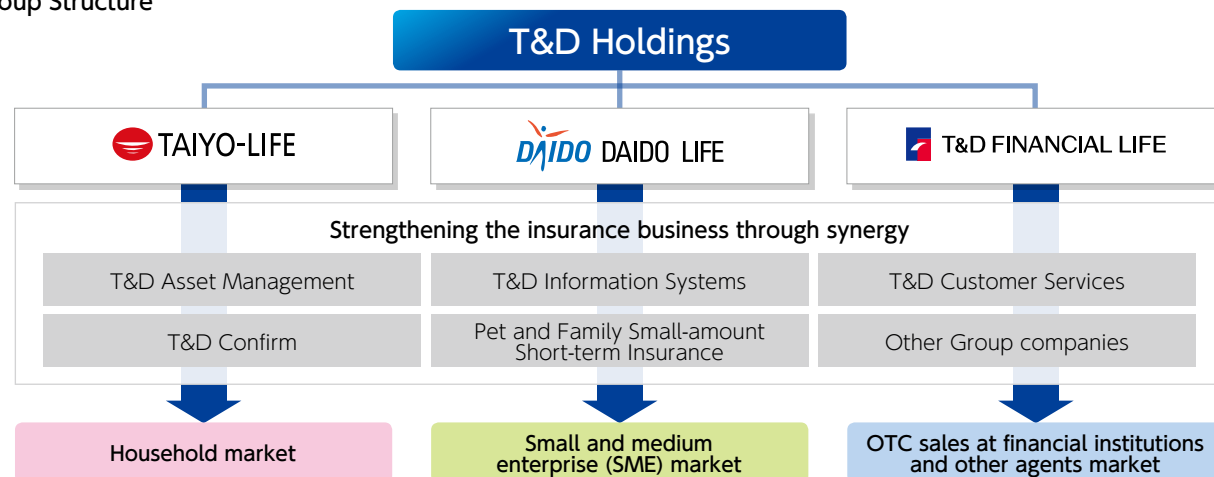 oup Structure
T&D Holdings
TAIYO-LIFE
DAIDO DAIDO LIFE
T&D FINANCIAL LIFE
Strengthening the insurance business through synergy
T&D Asset Management
T&D Information Systems
T&D Customer Services
T&D Confirm
Pet and Family Small-amount
Short-term Insurance
Other Group companies
Household market
Small and medium
enterprise (SME) market
OTC sales at financial institutions
and other agents market